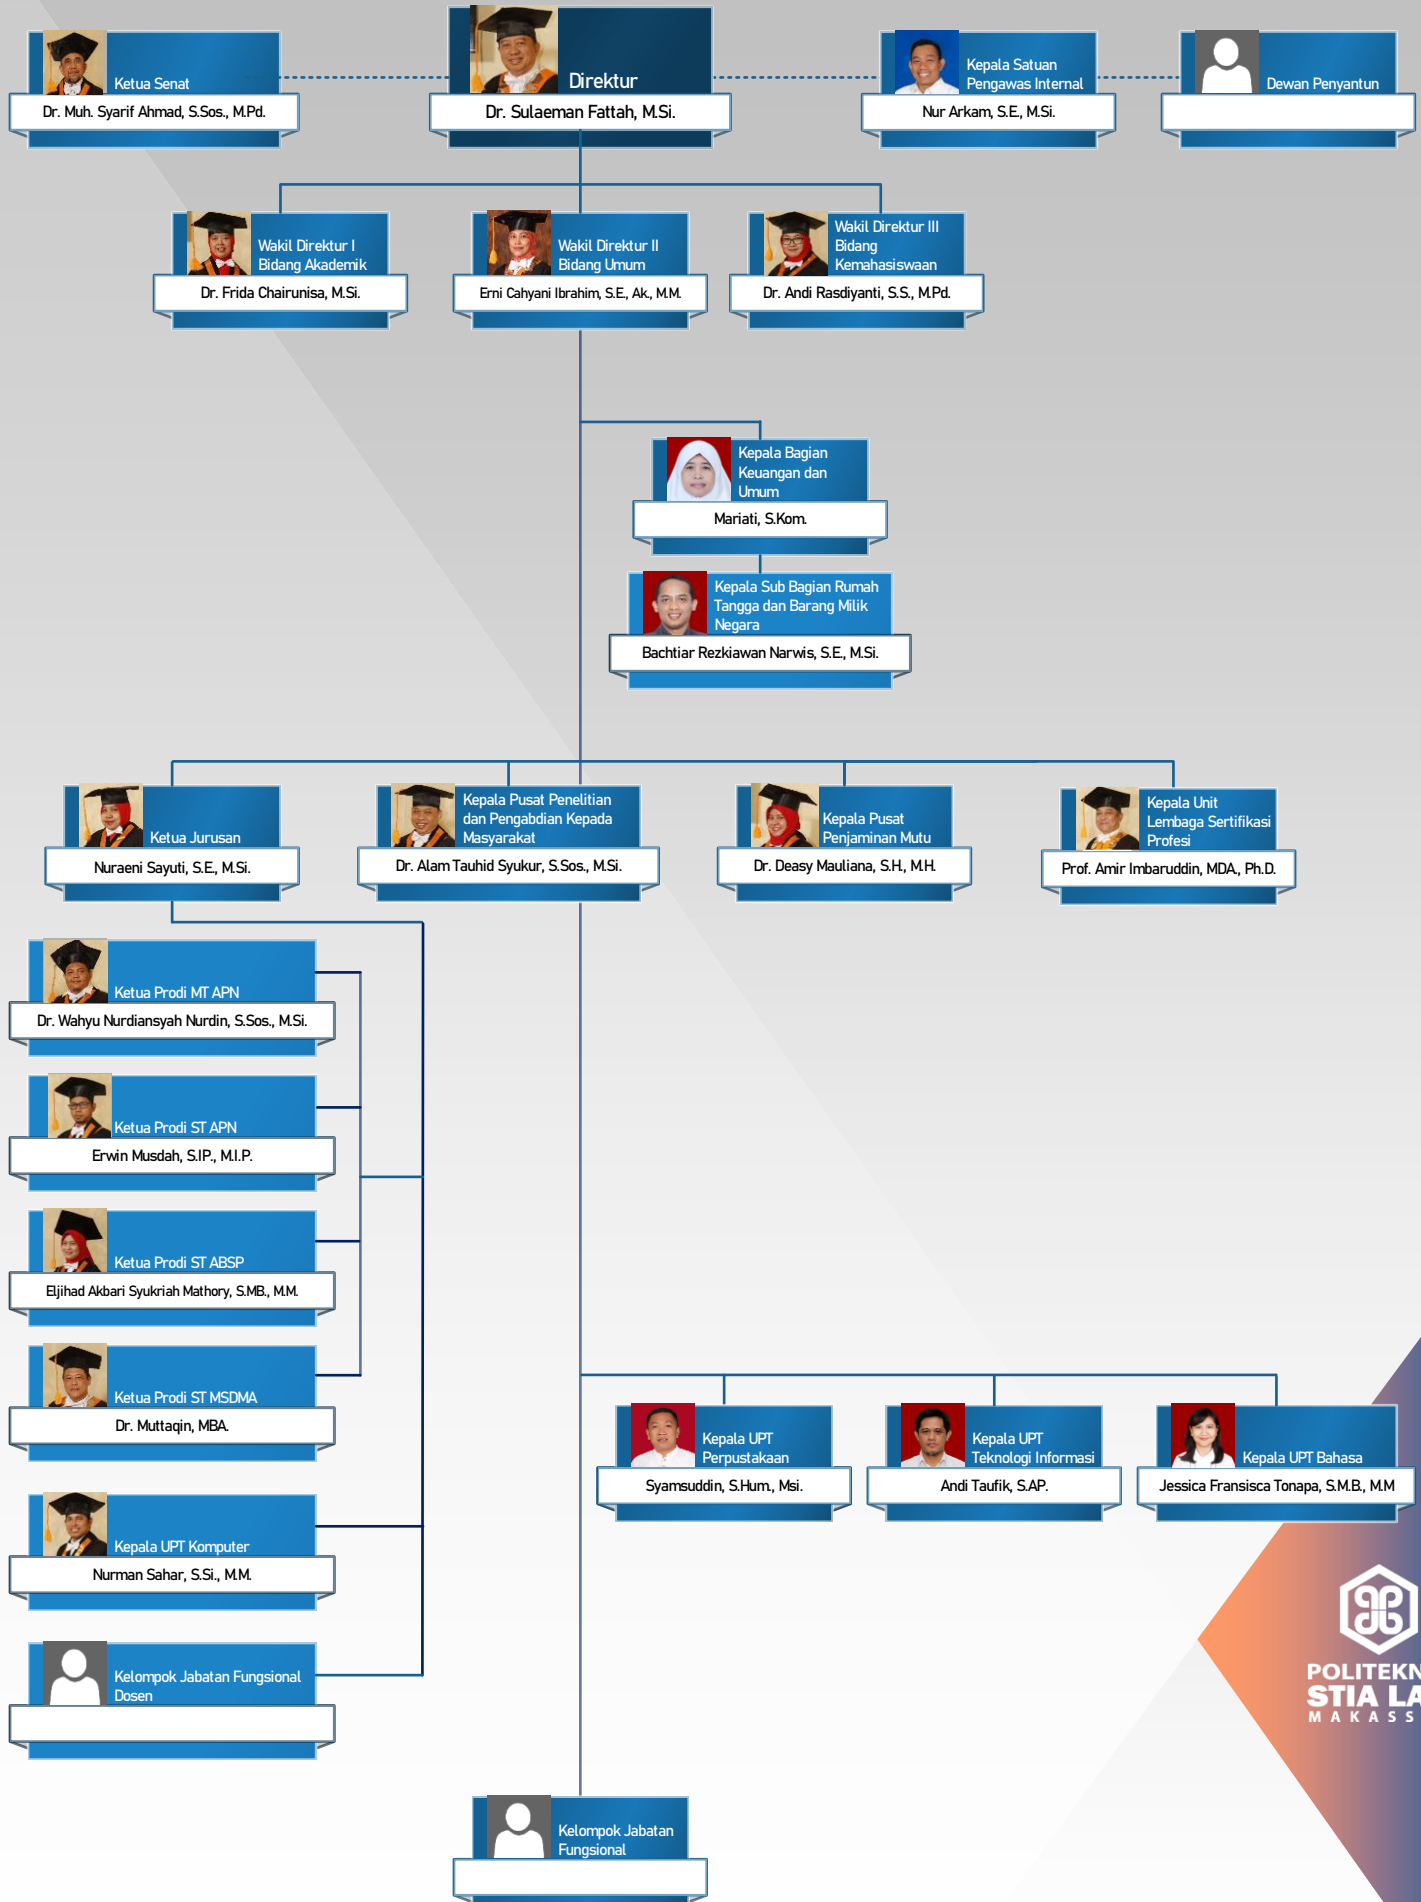 Ketua Senat
Dr. Muh. Syarif Ahmad, S.Sos., M.Pd.
Direktur
Dr. Sulaeman Fattah, M.Si.
Kepala Satuan
Pengawas Internal
Nur Arkam, S.E., M.Si.
Dewan Penyantun
Wakil Direktur I
Bidang Akademik
Dr. Frida Chairunisa, M.Si.
Wakil Direktur II
Bidang Umum
Erni Cahyani Ibrahim, S.E., Ak., M.M.
Wakil Direktur III
Bidang
Kemahasiswaan
Dr. Andi Rasdiyanti, S.S., M.Pd.
Kepala Bagian
Keuangan dan
Umum
Mariati, S.Kom.
Kepala Sub Bagian Rumah
Tangga dan Barang Milik
Negara
Bachtiar Rezkiawan Narwis, S.E., M.Si.
Ketua Jurusan
Nuraeni Sayuti, S.E., M.Si.
Kepala Pusat Penelitian
dan Pengabdian Kepada
Masyarakat
Dr. Alam Tauhid Syukur, S.Sos., M.Si.
Kepala Pusat
Penjaminan Mutu
Dr. Deasy Mauliana, S.H., M.H.
Kepala Unit
Lembaga Sertifikasi
Profesi
Prof. Amir Imbaruddin, MDA., Ph.D.
Ketua Prodi MT APN
Dr. Wahyu Nurdiansyah Nurdin, S.Sos., M.Si.
Ketua Prodi ST APN
Erwin Musdah, S.IP., M.I.P.
Ketua Prodi ST ABSP
Eljihad Akbari Syukriah Mathory, S.MB., M.M.
Ketua Prodi ST MSDMA
Dr. Muttaqin, MBA.
Kepala UPT Komputer
Nurman Sahar, S.Si., M.M.
Kelompok Jabatan Fungsional
Dosen
Kepala UPT
Perpustakaan
Syamsuddin, S.Hum., Msi.
Kepala UPT
Teknologi Informasi
Andi Taufik, S.AP.
Kepala UPT Bahasa
Jessica Fransisca Tonapa, S.M.B., M.M
POLITEKN
STIA LA
MAKASS
Kelompok Jabatan
Fungsional